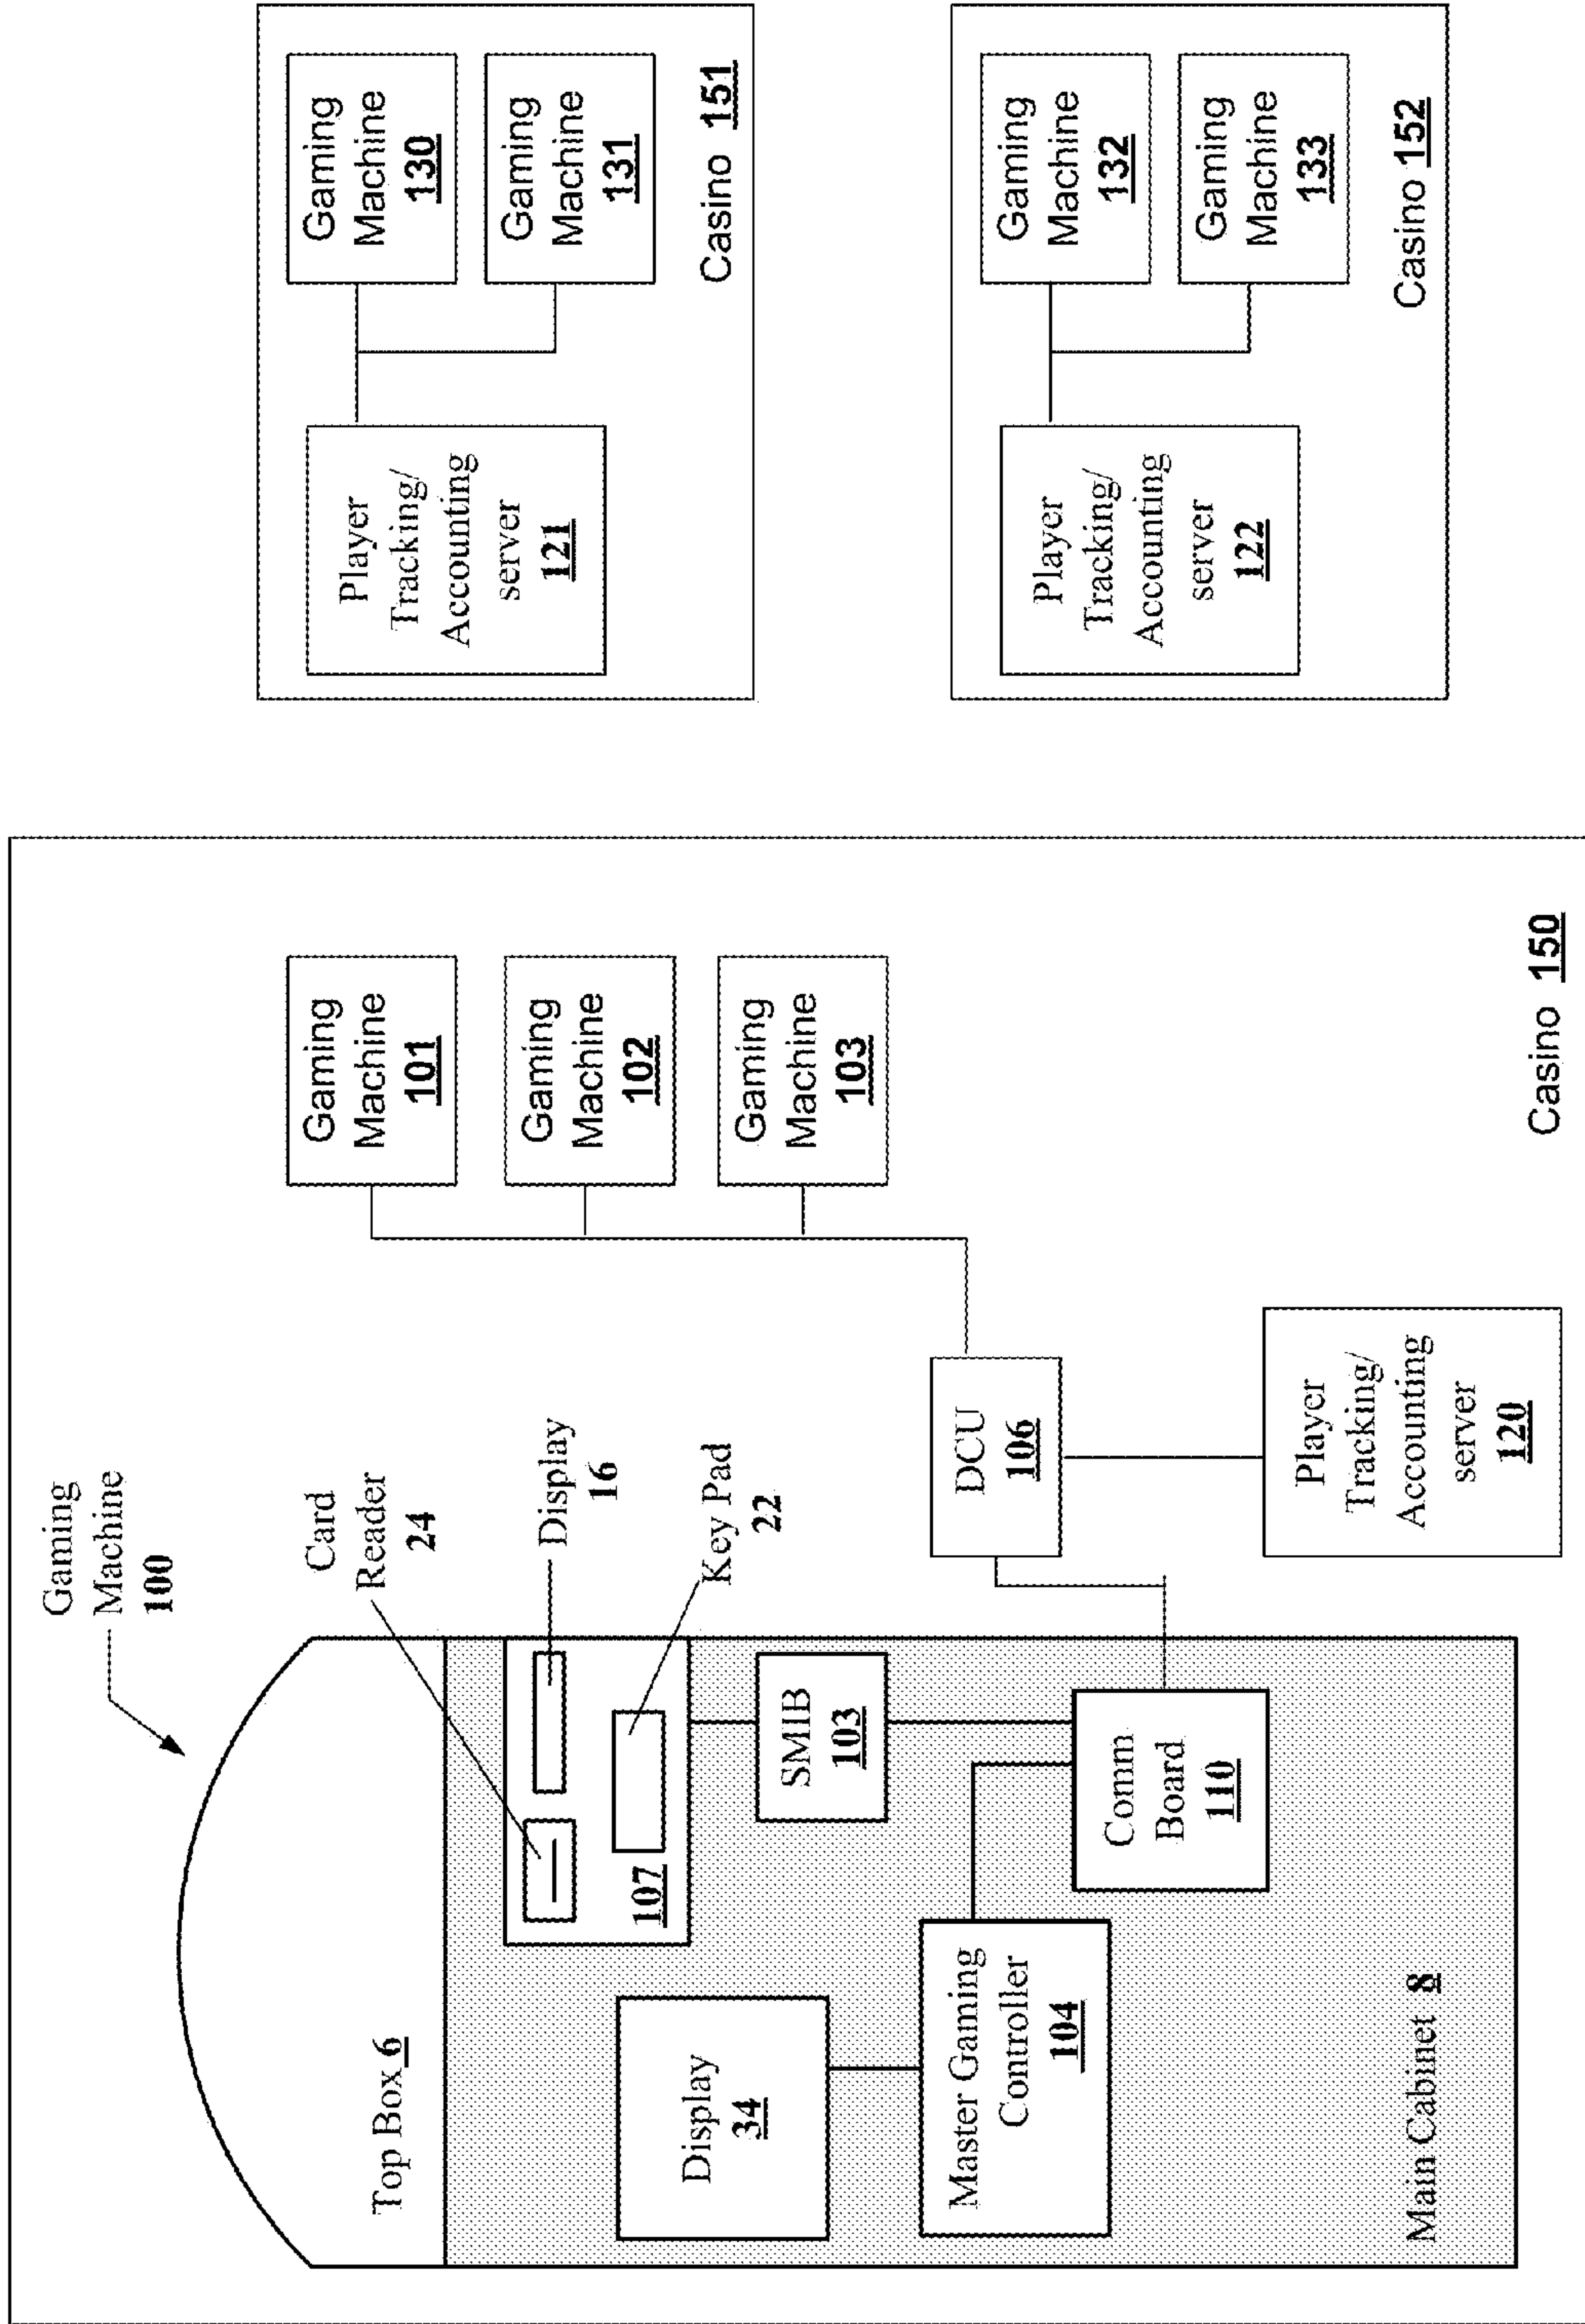 Gaming
Machine
100
Top Box 6
Card
Reader
24
Display
16
Key Pad
22
107
Display
34
SMIB
103
Master Gaming
Controller
104
Comm
Board
110
Main Cabinet 8
DCU
106
Player
Tracking/
Accounting
server
120
Gaming
Machine
101
Gaming
Machine
102
Gaming
Machine
103
Casino 150
Player
Tracking/
Accounting
server
121
Gaming
Machine
130
Gaming
Machine
131
Casino 151
Player
Tracking/
Accounting
server
122
Gaming
Machine
132
Gaming
Machine
133
Casino 152